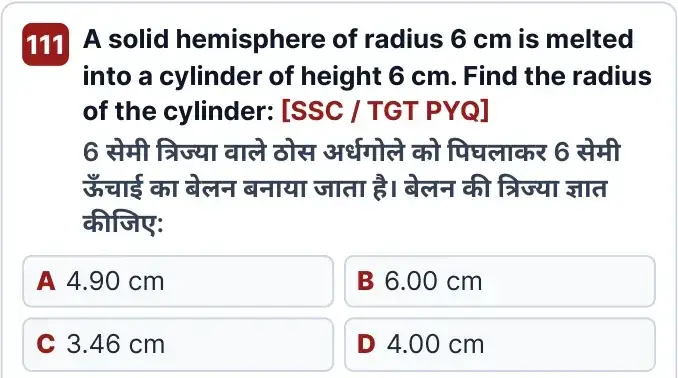 111 A solid hemisphere of radius 6 cm is melted
into a cylinder of height 6 cm. Find the radius
of the cylinder: [SSC / TGT PYQ]
6 सेमी त्रिज्या वाले ठोस अर्धगोले को पिघलाकर 6 सेमी
ऊँचाई का बेलन बनाया जाता है। बेलन की त्रिज्या ज्ञात
कीजिए:
A 4.90 cm
B 6.00 cm
C 3.46 cm
D 4.00 cm